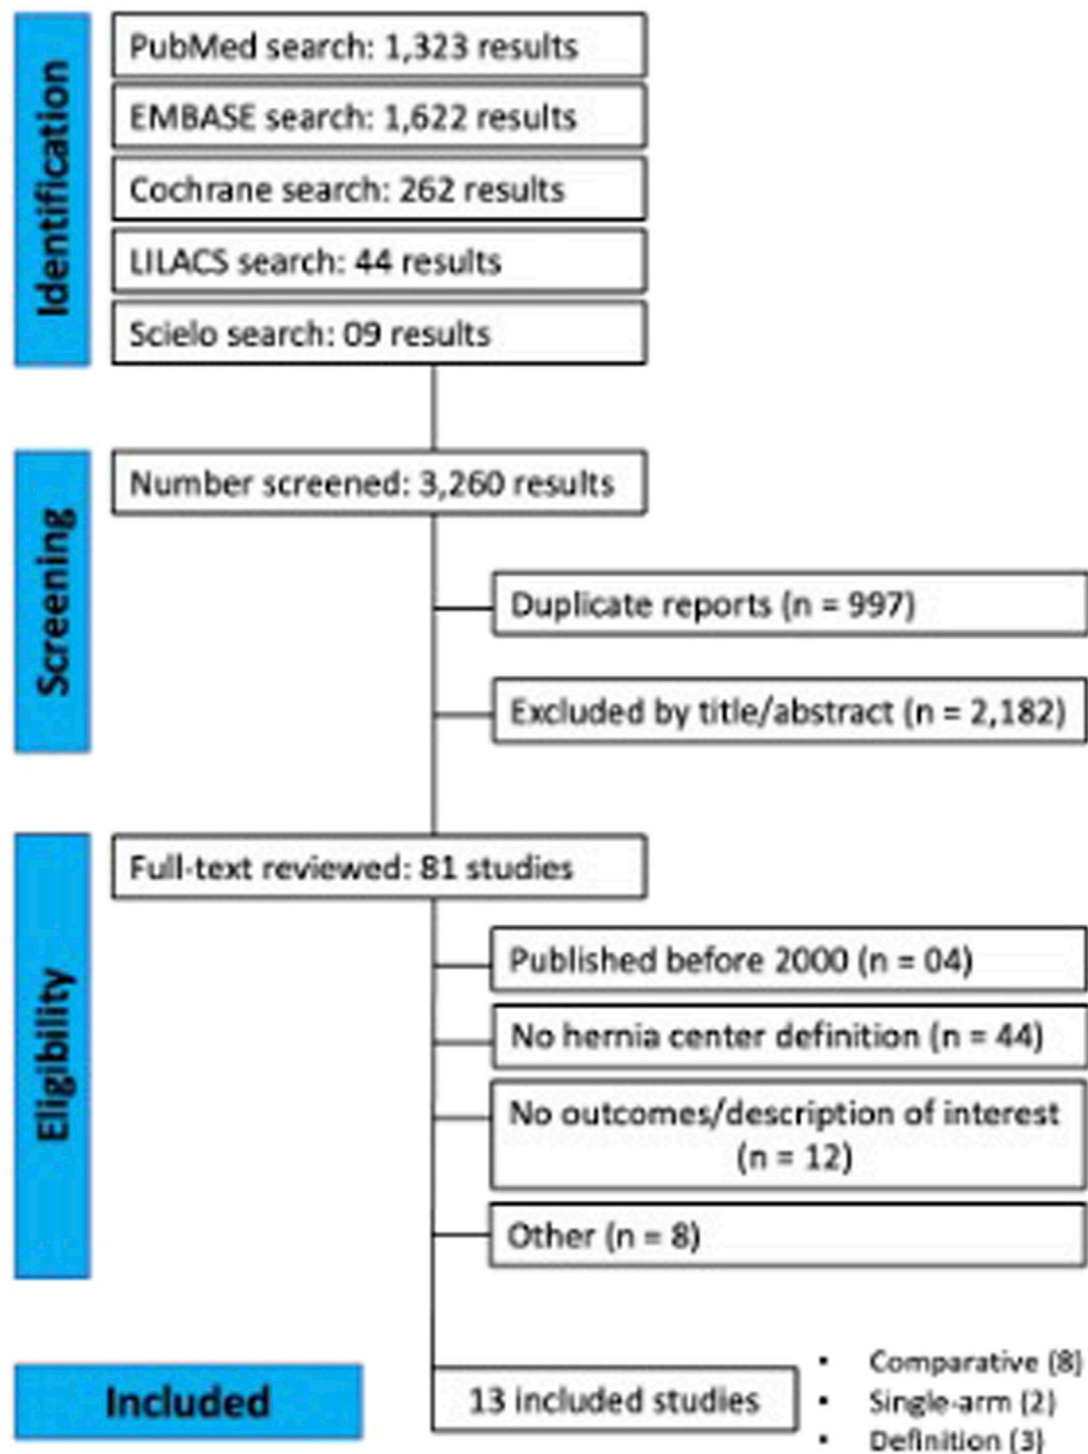 Identification
PubMed search: 1,323 results
EMBASE search: 1,622 results
Cochrane search: 262 results
LILACS search: 44 results
Scielo search: 09 results
Screening
Number screened: 3,260 results
Duplicate reports (n = 997)
Excluded by title/abstract (n = 2,182)
Eligibility
Full-text reviewed: 81 studies
Published before 2000 (n = 04)
No hernia center definition (n = 44)
No outcomes/description of interest
(n = 12)
Other (n = 8)
Included
13 included studies
• Comparative (8)
• Single-arm (2)
• Definition (3)